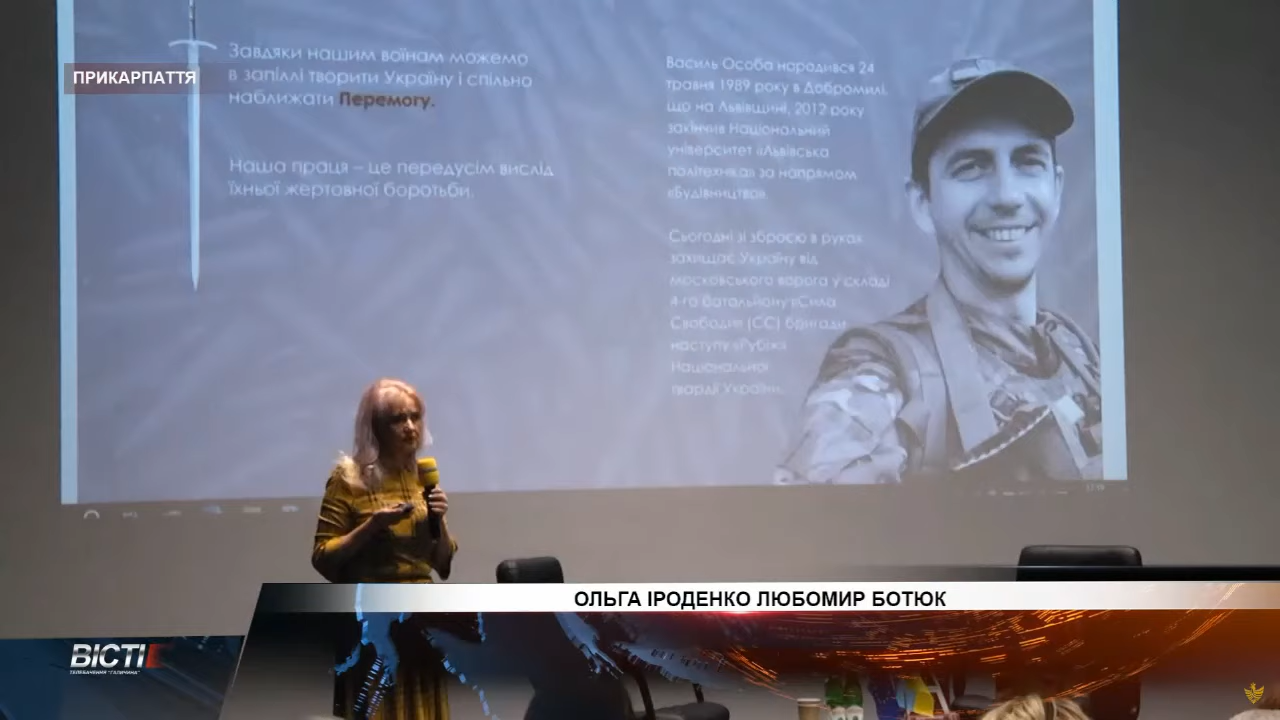 ПРИКАРПАТТЯ
Завдяки нашим воїнам можемо
в запіллі творити Україну і спільно
наближати Перемогу.
Наша праця – це передусім вислід
їхньої жертовної боротьби.
Василь Особа народився 24
травня 1989 року в Добромилі,
що на Львівщині, 2012 року
закінчив Національний
університет «Львівська
політехніка» за напрямом
«Будівництво».
Сьогодні зі зброєю в руках
захищає Україну від
московського ворога у складі
4-го батальйону «Сила
Свободи» (СС) бригади
наступу «Рубіж»
Національної
гвардії України.
ОЛЬГА ІРОДЕНКО ЛЮБОМИР БОТЮК
ВІСТІ
ТЕЛЕБАЧЕННЯ "ГАЛИЧИНА"